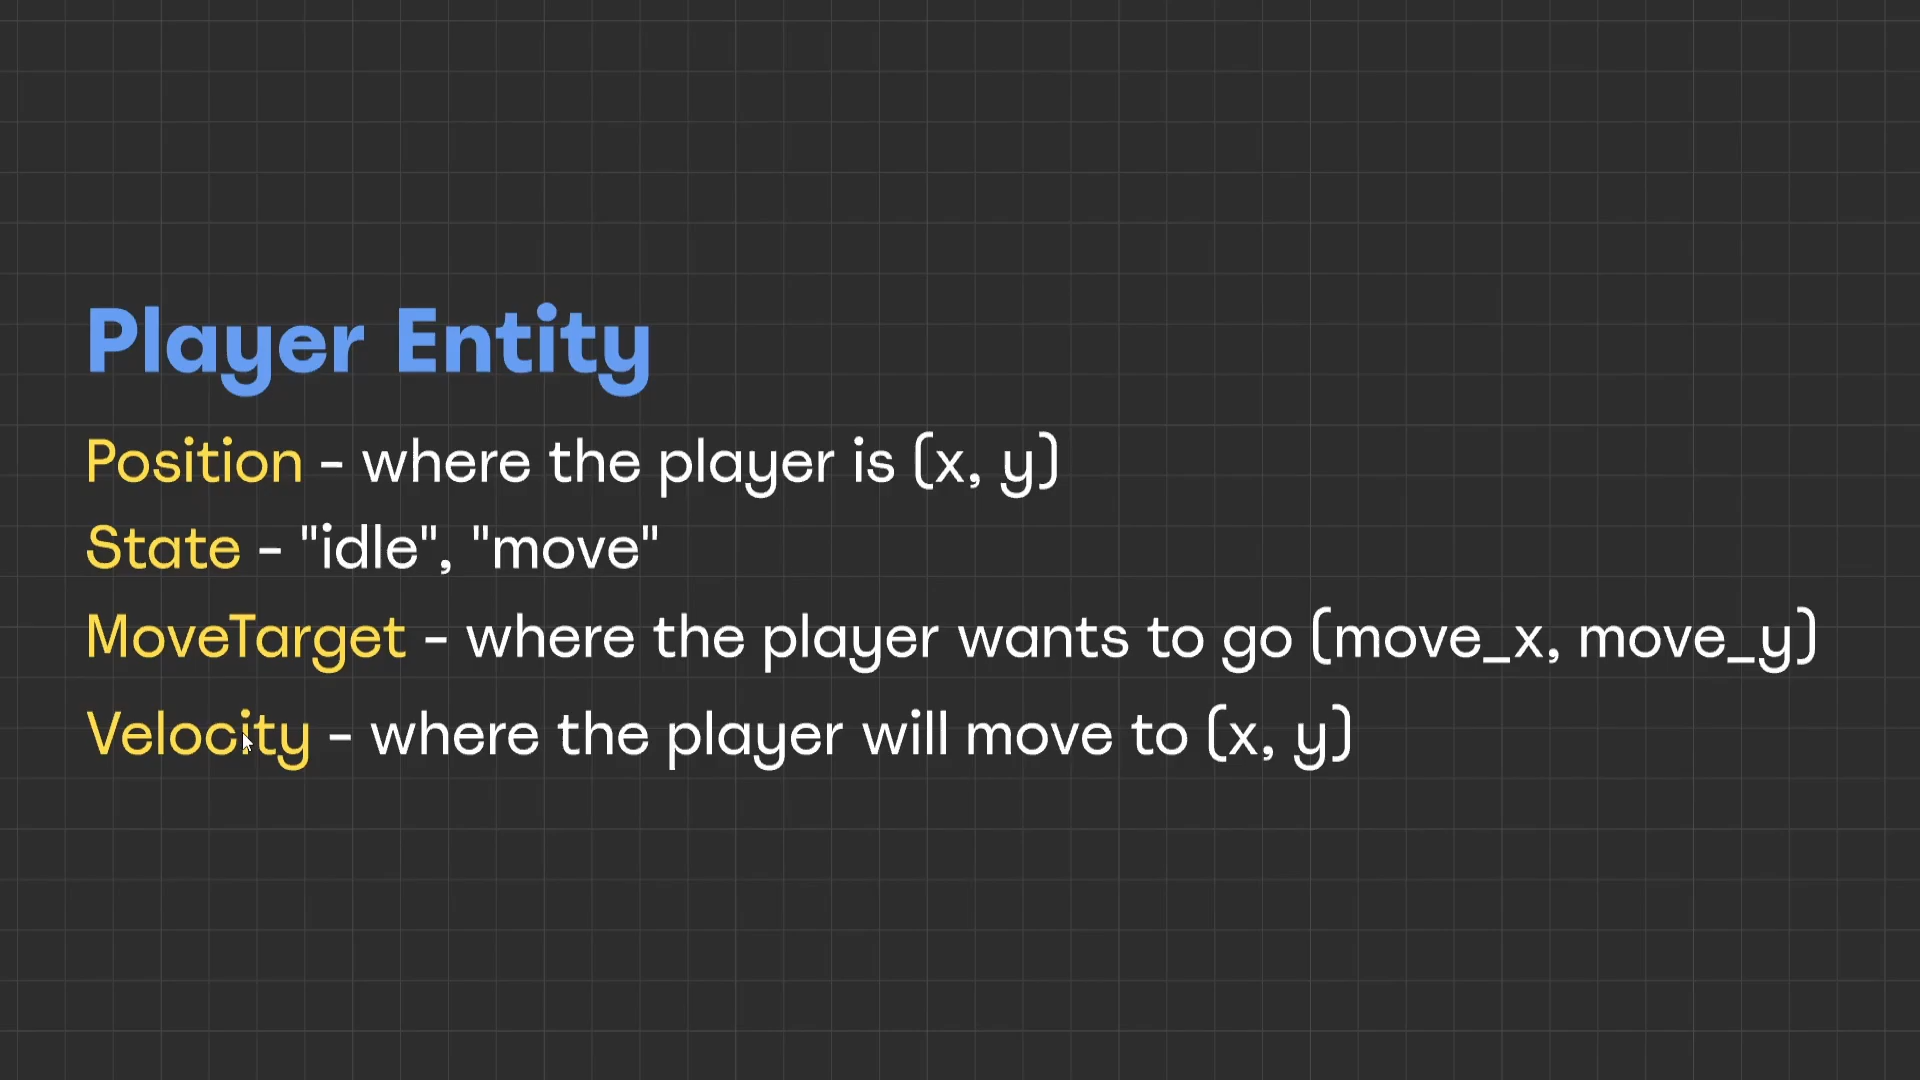 Player Entity
Position - where the player is (x, y)
State - "idle", "move"
MoveTarget - where the player wants to go (move_x, move_y)
Velocity - where the player will move to (x, y)